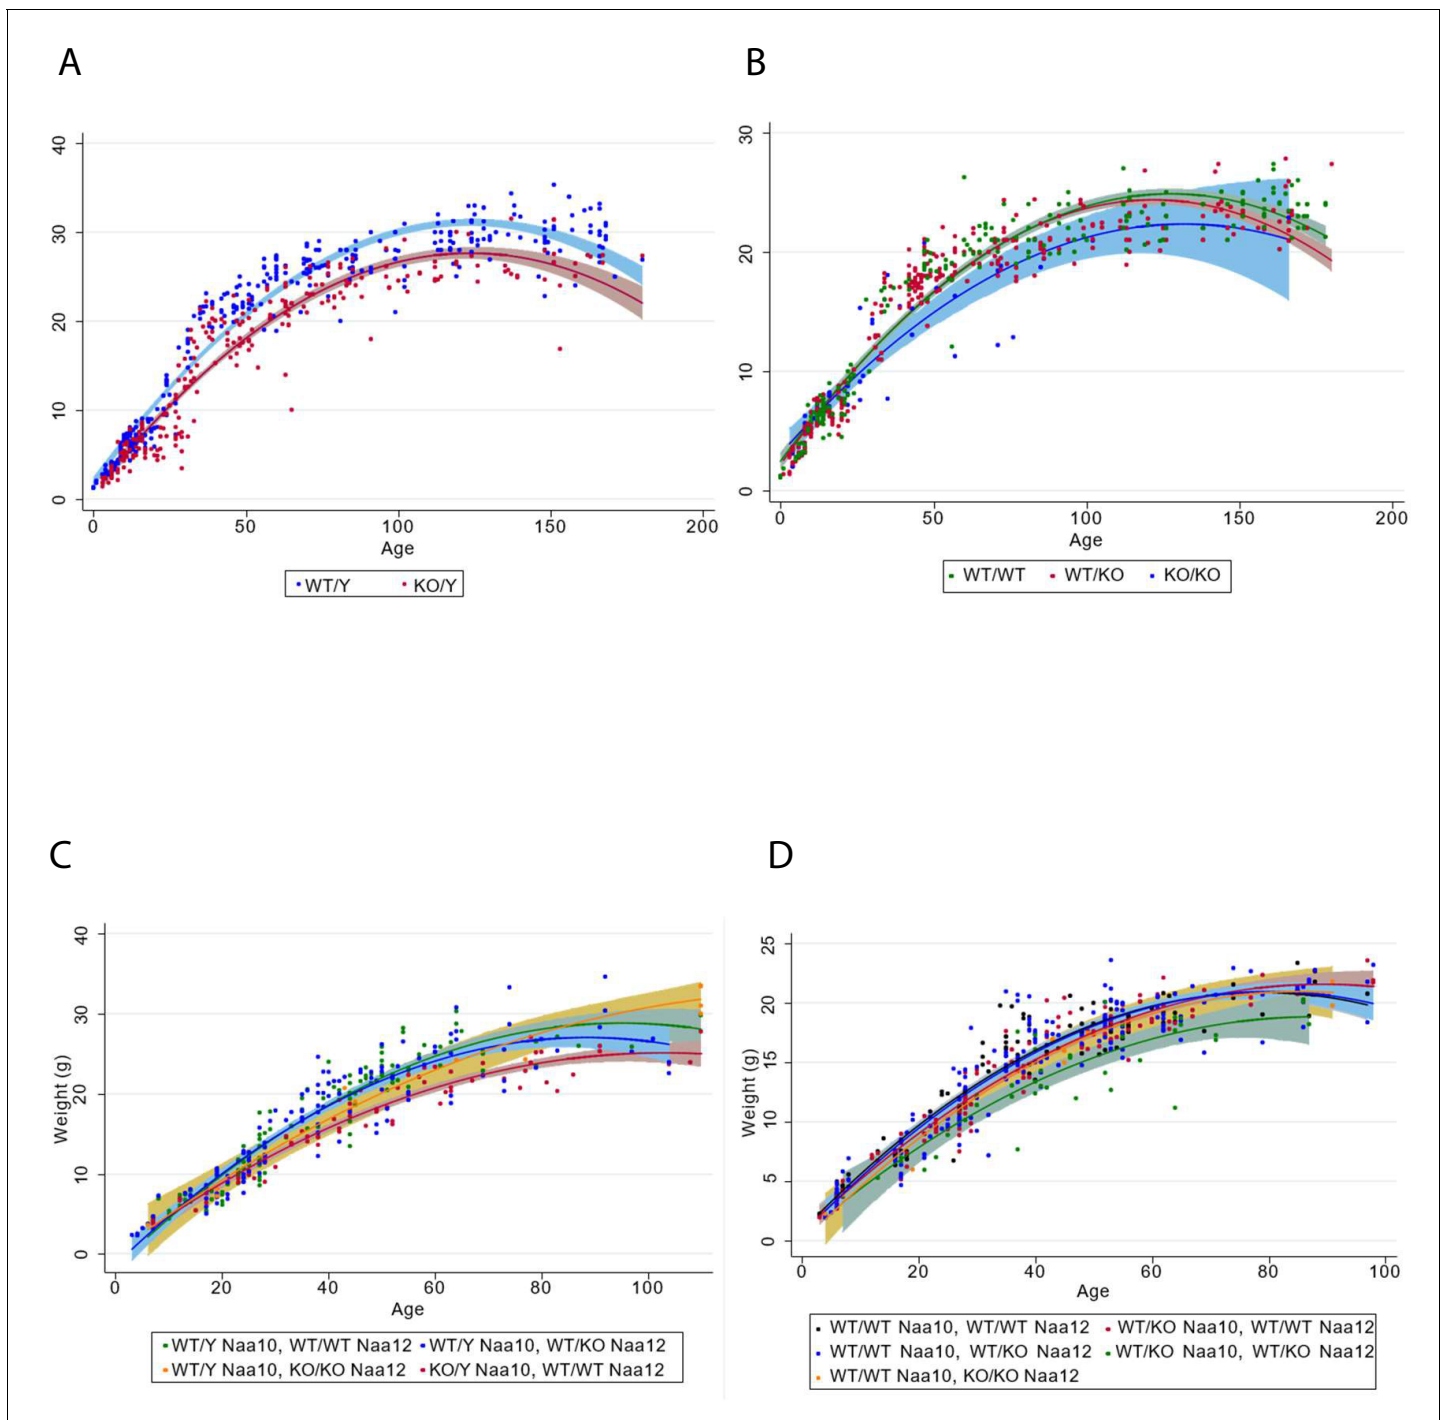 A
B
40
30
20
10
0
0 50 100 150 200
Age
WT/Y KO/Y
30
20
10
0
0 50 100 150 200
Age
WT/WT WT/KO KO/KO
C
D
Weight (g)
40
30
20
10
0
0 20 40 60 80 100
Age
WT/Y Naa10, WT/WT Naa12 WT/Y Naa10, WT/KO Naa12
WT/Y Naa10, KO/KO Naa12 KO/Y Naa10, WT/WT Naa12
Weight (g)
25
20
15
10
5
0
0 20 40 60 80 100
Age
WT/WT Naa10, WT/WT Naa12 WT/KO Naa10, WT/WT Naa12
WT/WT Naa10, WT/KO Naa12 WT/KO Naa10, WT/KO Naa12
WT/WT Naa10, KO/KO Naa12